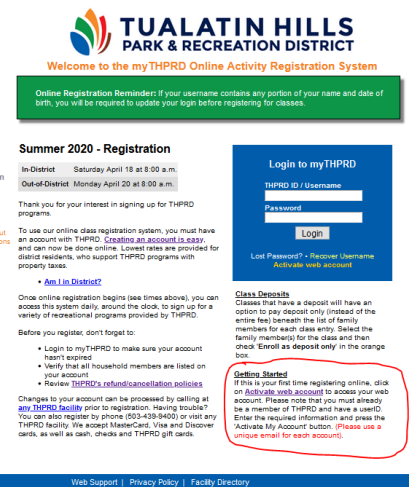 TUALATIN HILLS
PARK & RECREATION DISTRICT
Welcome to the myTHPRD Online Activity Registration System
Online Registration Reminder: If your username contains any portion of your name and date of
birth, you will be required to update your login before registering for classes.
Summer 2020 - Registration
In-District Saturday April 18 at 8:00 a.m.
Out-of-District Monday April 20 at 8:00 a.m.
Thank you for your interest in signing up for THPRD
programs.
To use our online class registration system, you must have
an account with THPRD. Creating an account is easy,
and can now be done online. Lowest rates are provided for
district residents, who support THPRD programs with
property taxes.
• Am I in District?
Once online registration begins (see times above), you can
access this system daily, around the clock, to sign up for a
variety of recreational programs provided by THPRD.
Before you register, don't forget to:
• Login to myTHPRD to make sure your account
hasn't expired
• Verify that all household members are listed on
your account
• Review THPRD's refund/cancellation policies
Changes to your account can be processed by calling at
any THPRD facility prior to registration. Having trouble?
You can also register by phone (503-439-9400) or visit any
THPRD facility. We accept MasterCard, Visa and Discover
cards, as well as cash, checks and THPRD gift cards.
Login to myTHPRD
THPRD ID / Username
Password
Login
Lost Password? • Recover Username
Activate web account
Class Deposits
Classes that have a deposit will have an
option to pay deposit only (instead of the
entire fee) beneath the list of family
members for each class entry. Select the
family member(s) for the class and then
check 'Enroll as deposit only' in the orange
box.
Getting Started
If this is your first time registering online, click
on Activate web account to access your web
account. Please note that you must already
be a member of THPRD and have a userID.
Enter the required information and press the
'Activate My Account' button. (Please use a
unique email for each account).
Web Support | Privacy Policy | Facility Directory